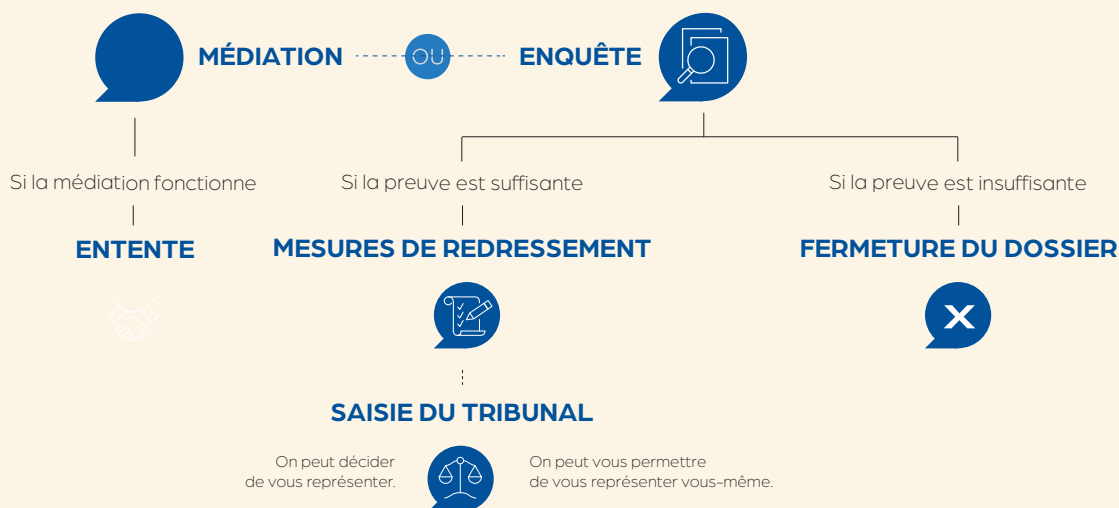 MÉDIATION
OU
ENQUÊTE
Si la médiation fonctionne
Si la preuve est suffisante
Si la preuve est insuffisante
ENTENTE
MESURES DE REDRESSEMENT
FERMETURE DU DOSSIER
SAISIE DU TRIBUNAL
On peut décider
de vous représenter.
On peut vous permettre
de vous représenter vous-même.